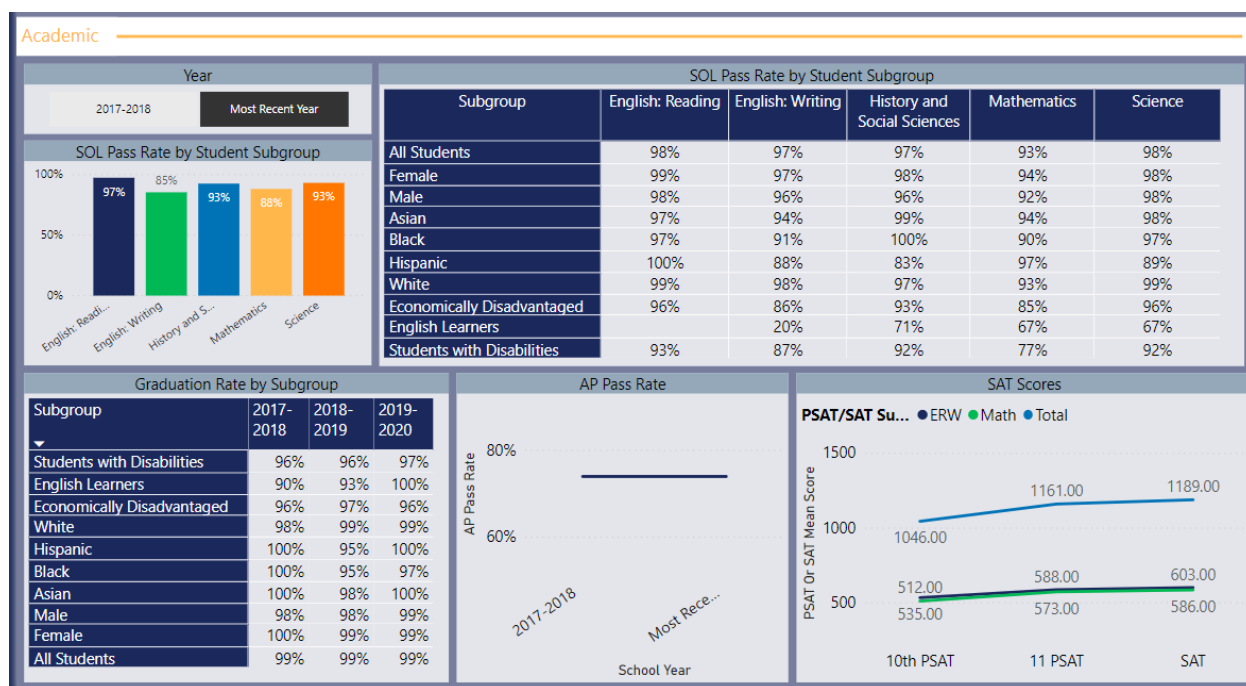 Academic
Year
2017-2018 Most Recent Year
SOL Pass Rate by Student Subgroup
100%
50%
0%
97% 85% 93% 88% 93%
English: Readi... English: Writing History and S... Mathematics Science
SOL Pass Rate by Student Subgroup
Subgroup English: Reading English: Writing History and Social Sciences Mathematics Science
All Students 98% 97% 97% 93% 98%
Female 99% 97% 98% 94% 98%
Male 98% 96% 96% 92% 98%
Asian 97% 94% 99% 94% 98%
Black 97% 91% 100% 90% 97%
Hispanic 100% 88% 83% 97% 89%
White 99% 98% 97% 93% 99%
Economically Disadvantaged 96% 86% 93% 85% 96%
English Learners 20% 71% 67% 67%
Students with Disabilities 93% 87% 92% 77% 92%
Graduation Rate by Subgroup
Subgroup 2017-2018 2018-2019 2019-2020
Students with Disabilities 96% 96% 97%
English Learners 90% 93% 100%
Economically Disadvantaged 96% 97% 96%
White 98% 99% 99%
Hispanic 100% 95% 100%
Black 100% 95% 97%
Asian 100% 98% 100%
Male 98% 98% 99%
Female 100% 99% 99%
All Students 99% 99% 99%
AP Pass Rate
AP Pass Rate
80%
60%
2017-2018 Most Rece...
School Year
SAT Scores
PSAT/SAT Su... ERW Math Total
PSAT Or SAT Mean Score
1500
1000
500
1046.00 1161.00 1189.00
512.00 588.00 603.00
535.00 573.00 586.00
10th PSAT 11 PSAT SAT